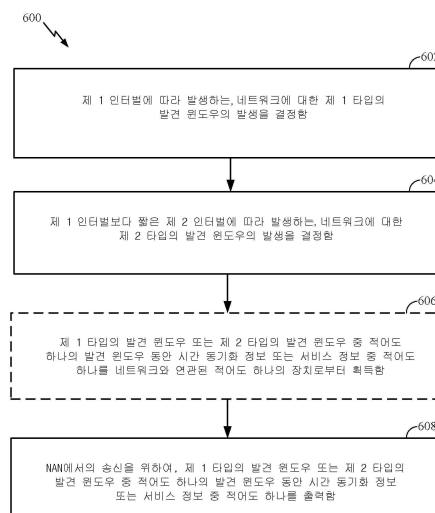 600
602
제 1 인터벌에 따라 발생하는, 네트워크에 대한 제 1 타입의
발견 윈도우의 발생을 결정함
604
제 1 인터벌보다 짧은 제 2 인터벌에 따라 발생하는, 네트워크에 대한
제 2 타입의 발견 윈도우의 발생을 결정함
606
제 1 타입의 발견 윈도우 또는 제 2 타입의 발견 윈도우 중 적어도
하나의 발견 윈도우 동안 시간 동기화 정보 또는 서비스 정보 중 적어도
하나를 네트워크와 연관된 적어도 하나의 장치로부터 획득함
608
NAN에서의 송신을 위하여, 제 1 타입의 발견 윈도우 또는 제 2 타입의
발견 윈도우 중 적어도 하나의 발견 윈도우 동안 시간 동기화 정보
또는 서비스 정보 중 적어도 하나를 출력함